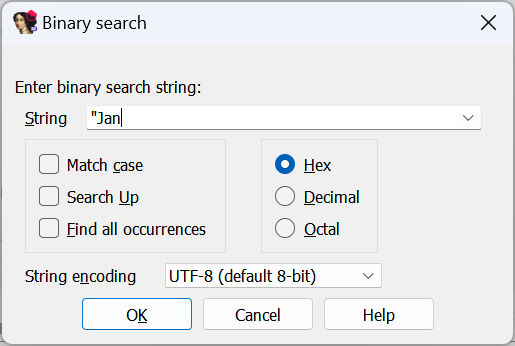 Binary search
Enter binary search string:
String "Jan
Match case
Search Up
Find all occurrences
Hex
Decimal
Octal
String encoding UTF-8 (default 8-bit)
OK Cancel Help